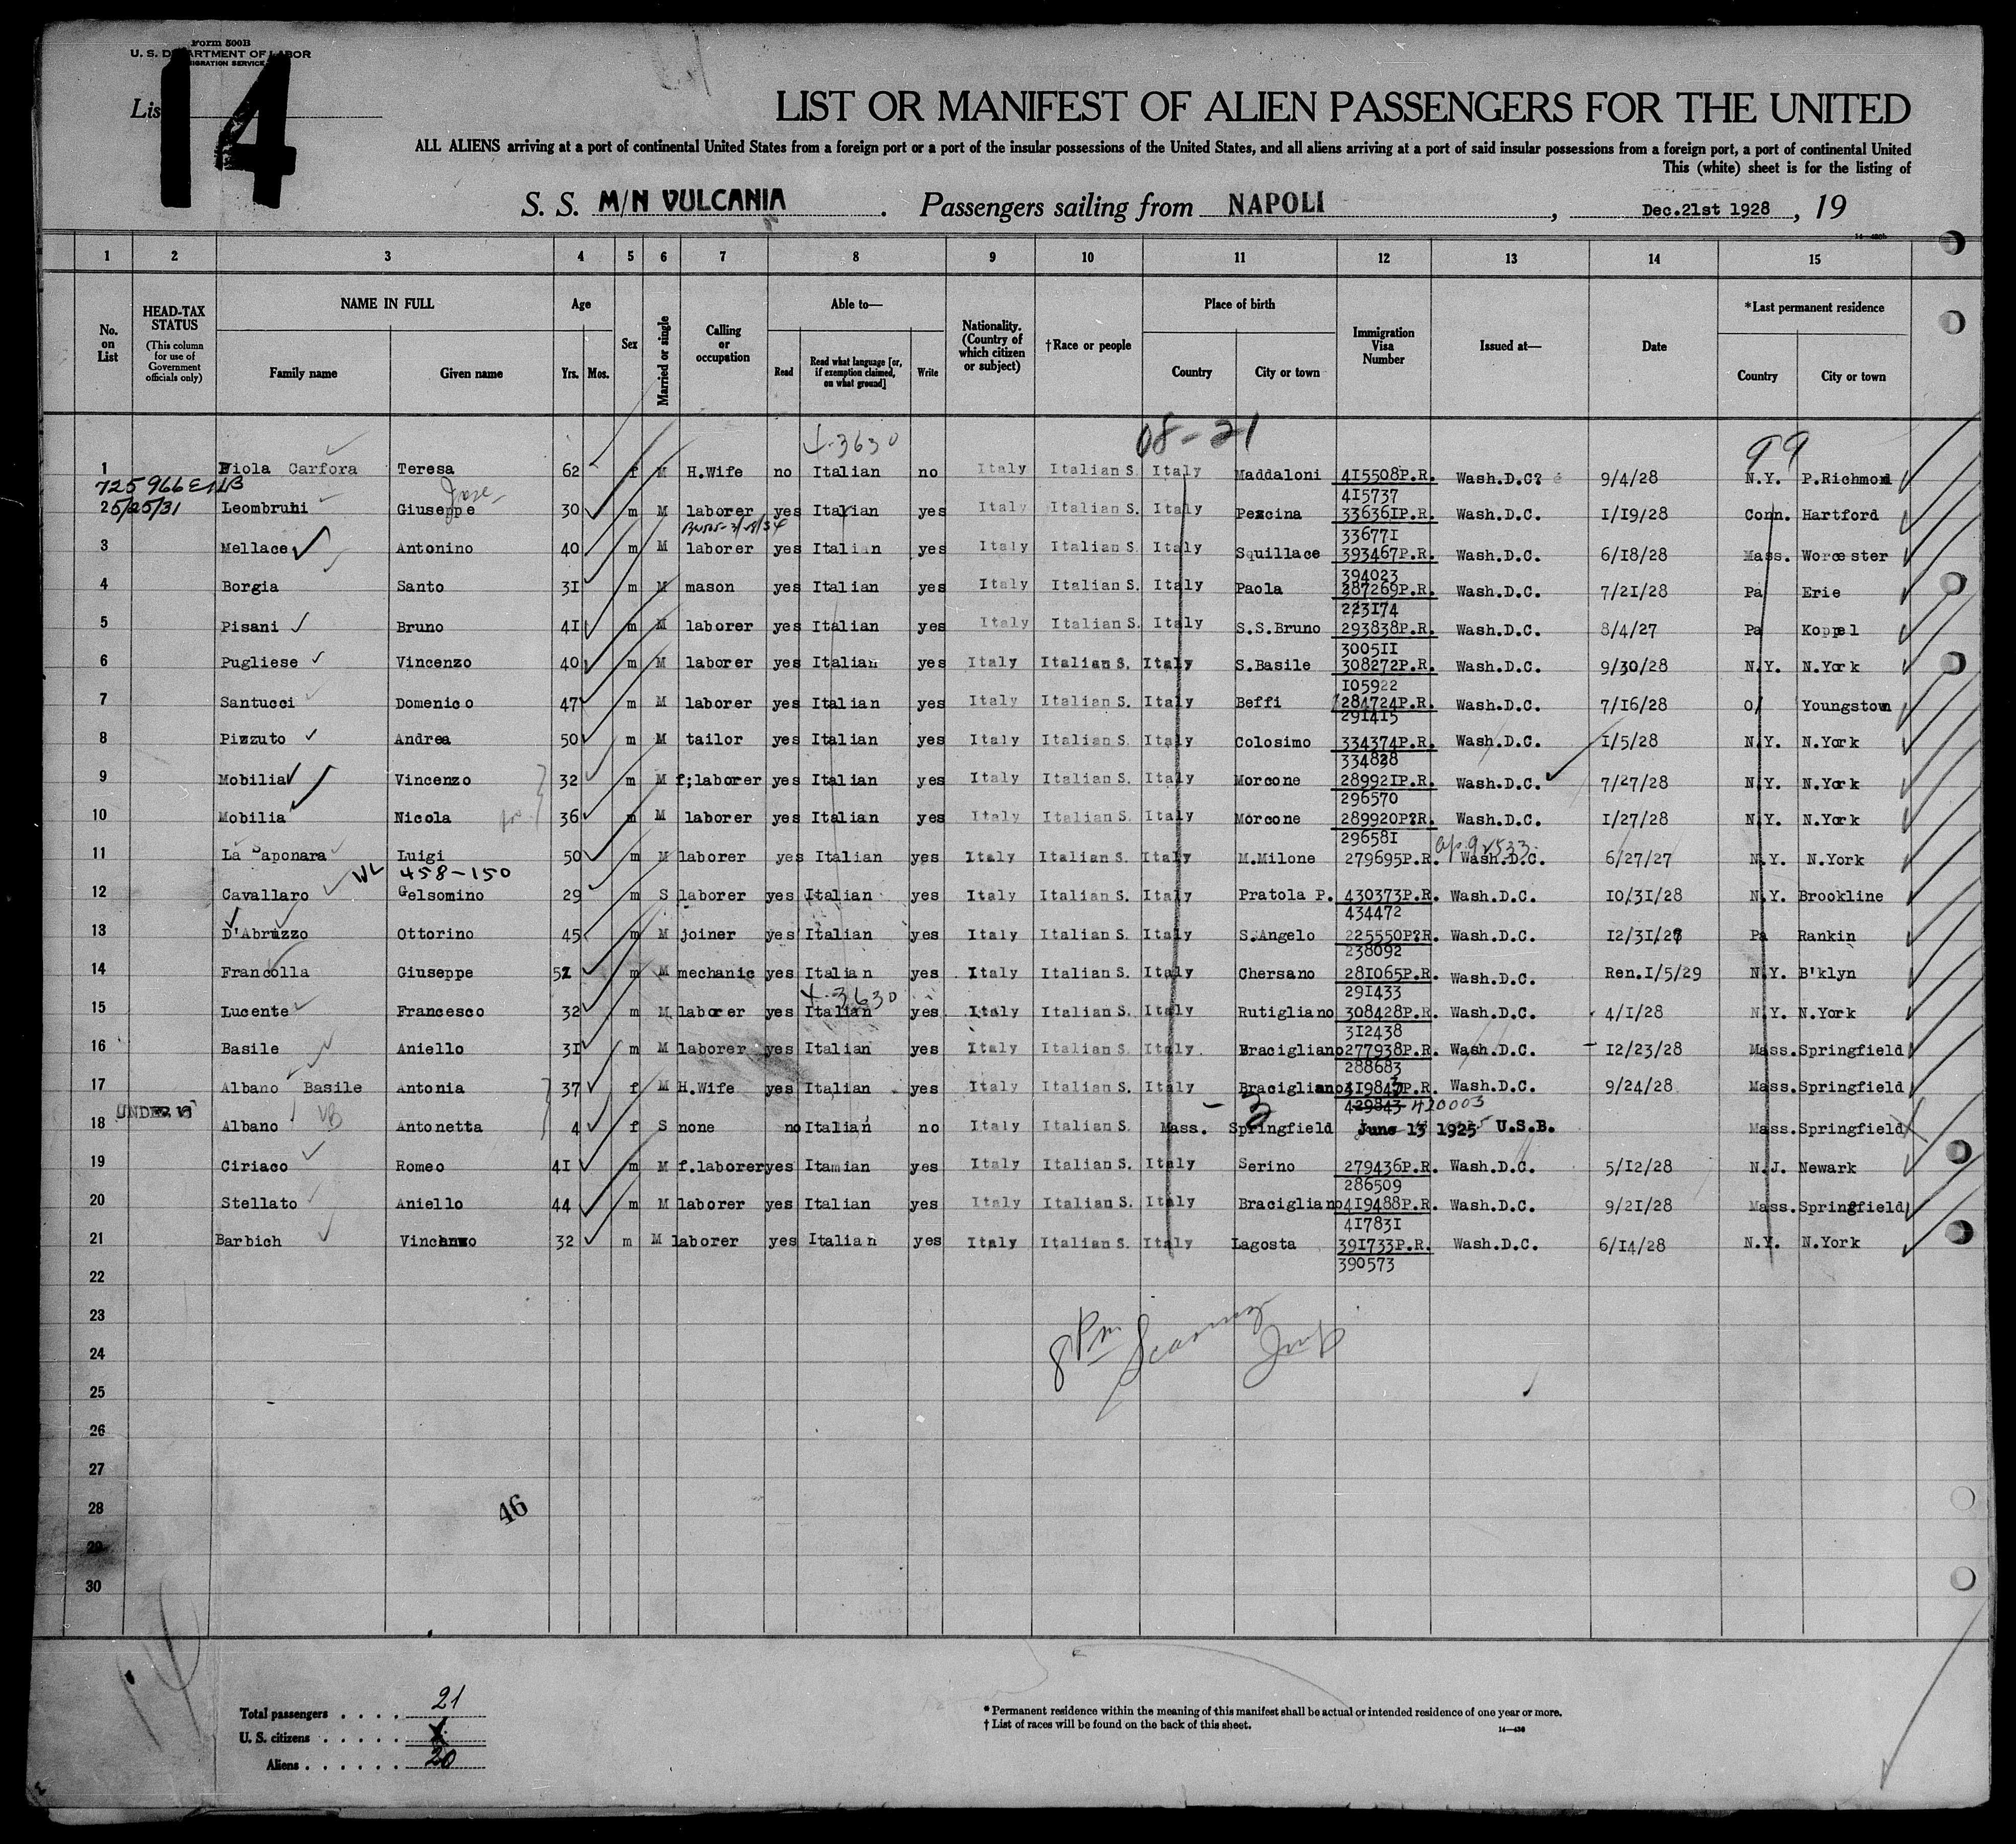 Form 500B
U. S. DEPARTMENT OF LABOR
IMMIGRATION SERVICE
List
14
LIST OR MANIFEST OF ALIEN PASSENGERS FOR THE UNITED
ALL ALIENS arriving at a port of continental United States from a foreign port or a port of the insular possessions of the United States, and all aliens arriving at a port of said insular possessions from a foreign port, a port of continental United
This (white) sheet is for the listing of
S. S. M/N VULCANIA . Passengers sailing from NAPOLI , Dec.21st 1928 , 19
1 2 3 4 5 6 7 8 9 10 11 12 13 14 15
No. on List
HEAD-TAX STATUS (This column for use of Government officials only)
NAME IN FULL Family name Given name
Age Yrs. Mos.
Sex
Married or single
Calling or occupation
Able to— Read Read what language [or, if exemption claimed, on what ground] Write
Nationality. (Country of which citizen or subject)
†Race or people
Place of birth Country City or town
Immigration Visa Number
Issued at—
Date
*Last permanent residence Country City or town
4-3630 08-21 99
1 Viola Carfora Teresa 62 f M H.Wife no Italian no Italy Italian S. Italy Maddaloni 415508P.R. Wash.D.C? 9/4/28 N.Y. P.Richmond
725966 415737
2 5/25/31 Leombruni Giuseppe 30 m M laborer yes Italian yes Italy Italian S. Italy Pescina 336361P.R. Wash.D.C. 1/19/28 Conn. Hartford
336771
3 Mellace Antonino 40 m M laborer yes Italian yes Italy Italian S. Italy Squillace 393467P.R. Wash.D.C. 6/18/28 Mass. Worcester
394023
4 Borgia Santo 31 m M mason yes Italian yes Italy Italian S. Italy Paola 387269P.R. Wash.D.C. 7/21/28 Pa Erie
223174
5 Pisani Bruno 41 m M laborer yes Italian yes Italy Italian S. Italy S.S.Bruno 293838P.R. Wash.D.C. 8/4/27 Pa Koppel
300511
6 Pugliese Vincenzo 40 m M laborer yes Italian yes Italy Italian S. Italy S.Basile 308272P.R. Wash.D.C. 9/30/28 N.Y. N.York
105922
7 Santucci Domenico 47 m M laborer yes Italian yes Italy Italian S. Italy Beffi 284724P.R. Wash.D.C. 7/16/28 O/ Youngstown
291415
8 Pizzuto Andrea 50 m M tailor yes Italian yes Italy Italian S. Italy Colosimo 334374P.R. Wash.D.C. 1/5/28 N.Y. N.York
334828
9 Mobilia Vincenzo 32 m M f;laborer yes Italian yes Italy Italian S. Italy Morcone 289921P.R. Wash.D.C. 7/27/28 N.Y. N.York
296570
10 Mobilia Nicola 36 m M laborer yes Italian yes Italy Italian S. Italy Morcone 289920P?R. Wash.D.C. 1/27/28 N.Y. N.York
296581
11 La Paponara Luigi 50 m M laborer yes Italian yes Italy Italian S. Italy M.Milone 279695P.R. Wash.D.C. 6/27/27 N.Y. N.York
458-150
12 Cavallaro Gelsomino 29 m S laborer yes Italian yes Italy Italian S. Italy Pratola P. 430373P.R. Wash.D.C. 10/31/28 N.Y. Brookline
434472
13 D'Abruzzo Ottorino 45 m M joiner yes Italian yes Italy Italian S. Italy S.Angelo 225550P?R. Wash.D.C. 12/31/28 Pa Rankin
238092
14 Francolla Giuseppe 52 m M mechanic yes Italian yes Italy Italian S. Italy Chersano 281065P.R. Wash.D.C. Ren.1/5/29 N.Y. B'klyn
4-3630 291433
15 Lucente Francesco 32 m M laborer yes Italian yes Italy Italian S. Italy Rutigliano 308428P.R. Wash.D.C. 4/1/28 N.Y. N.York
312438
16 Basile Aniello 31 m M laborer yes Italian yes Italy Italian S. Italy Bracigliano 277938P.R. Wash.D.C. 12/23/28 Mass. Springfield
288683
17 Albano Basile Antonia 37 f M H.Wife yes Italian yes Italy Italian S. Italy Bracigliano 419843P.R. Wash.D.C. 9/24/28 Mass. Springfield
UNDER 16 429843 420003
18 Albano Antonetta 4 f S none no Italian no Italy Italian S. Mass. Springfield June 13 1925 U.S.B. Mass. Springfield
19 Ciriaco Romeo 41 m M f.laborer yes Itamian yes Italy Italian S. Italy Serino 279436P.R. Wash.D.C. 5/12/28 N.J. Newark
286509
20 Stellato Aniello 44 m M laborer yes Italian yes Italy Italian S. Italy Bracigliano 419488P.R. Wash.D.C. 9/21/28 Mass. Springfield
417831
21 Barbich Vincenzo 32 m M laborer yes Italian yes Italy Italian S. Italy Lagosta 391733P.R. Wash.D.C. 6/14/28 N.Y. N.York
390573
22
23
24
25
26
27
28
46
29
30
Total passengers . . . . 21
U. S. citizens . . . . .
Aliens . . . . . . 20
* Permanent residence within the meaning of this manifest shall be actual or intended residence of one year or more.
† List of races will be found on the back of this sheet.